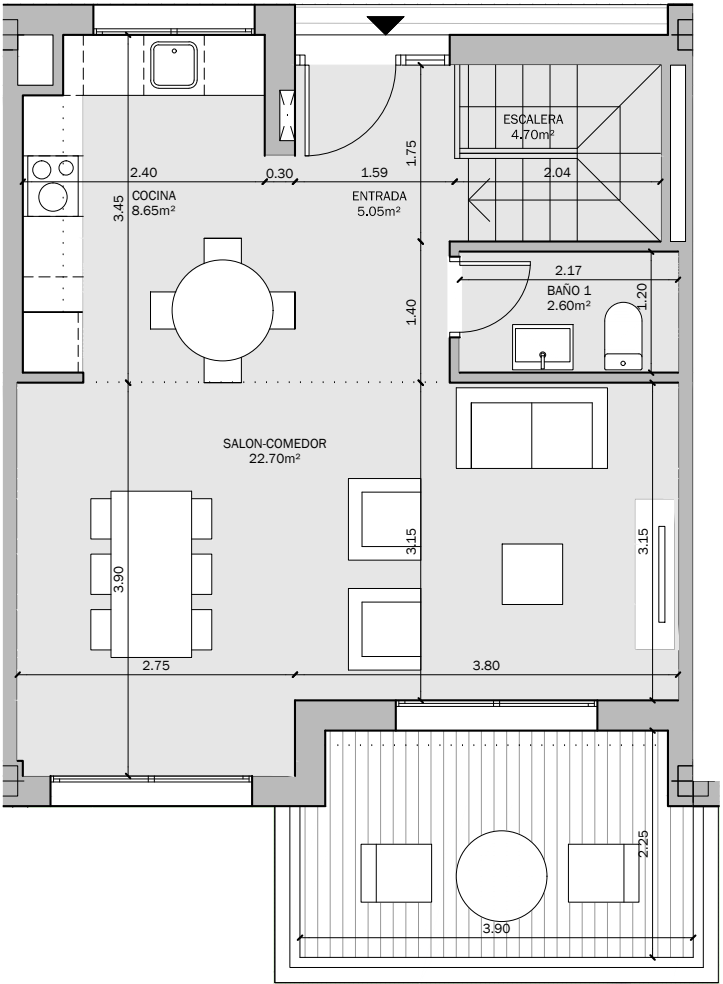 ESCALERA
4.70m²
1.75
2.40
0.30
1.59
2.04
COCINA
8.65m²
3.45
ENTRADA
5.05m²
2.17
BAÑO 1
2.60m²
1.20
1.40
SALON-COMEDOR
22.70m²
3.15
3.15
3.90
2.75
3.80
2.25
3.90